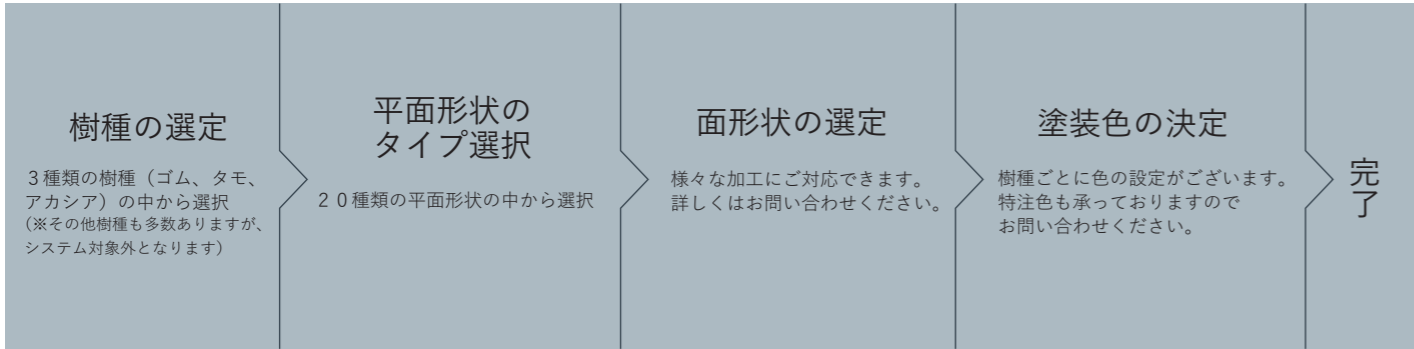 樹種の選定
３種類の樹種（ゴム、タモ、
アカシア）の中から選択
（※その他樹種も多数ありますが、
システム対象外となります）
平面形状の
タイプ選択
２０種類の平面形状の中から選択
面形状の選定
様々な加工にご対応できます。
詳しくはお問い合わせください。
塗装色の決定
樹種ごとに色の設定がございます。
特注色も承っておりますので
お問い合わせください。
完了